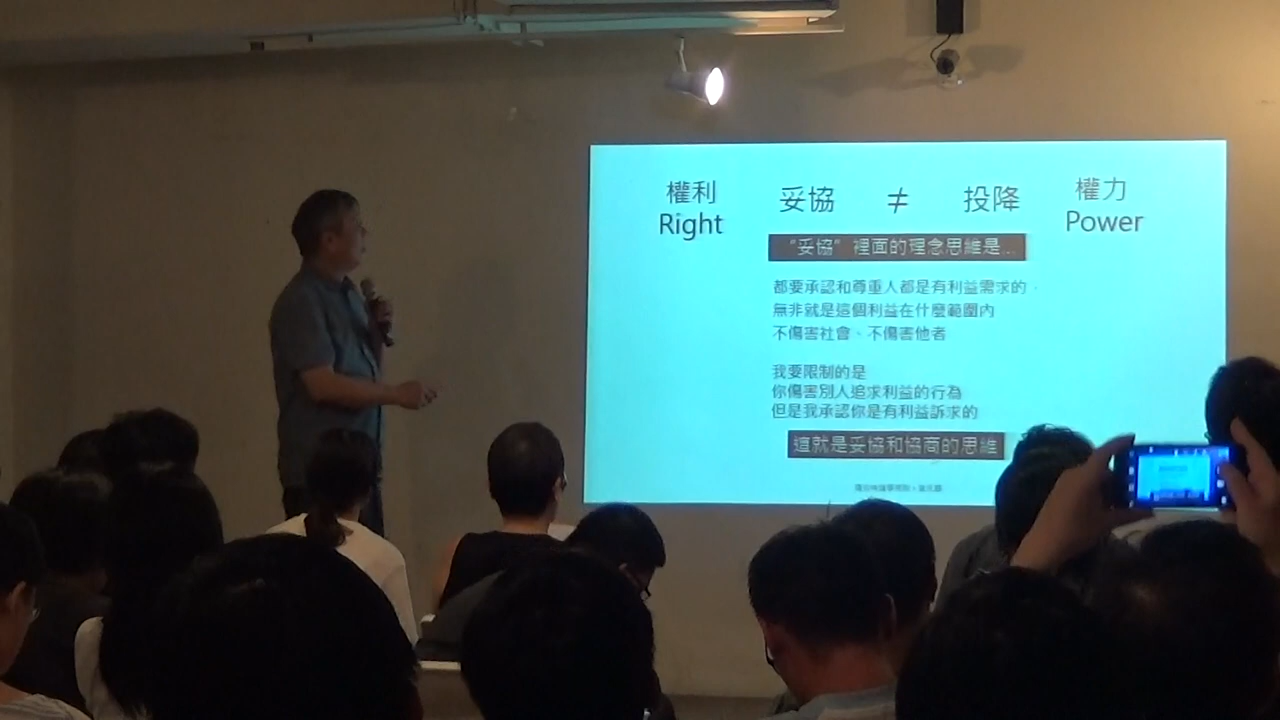 權利 妥協 ≠ 投降 權力
Right Power
“妥協”裡面的理念思維是...
都要承認和尊重人都是有利益需求的。
無非就是這個利益在什麼範圍內
不傷害社會、不傷害他者
我要限制的是
你傷害別人追求利益的行為
但是我承認你是有利益訴求的
這就是妥協和協商的思維